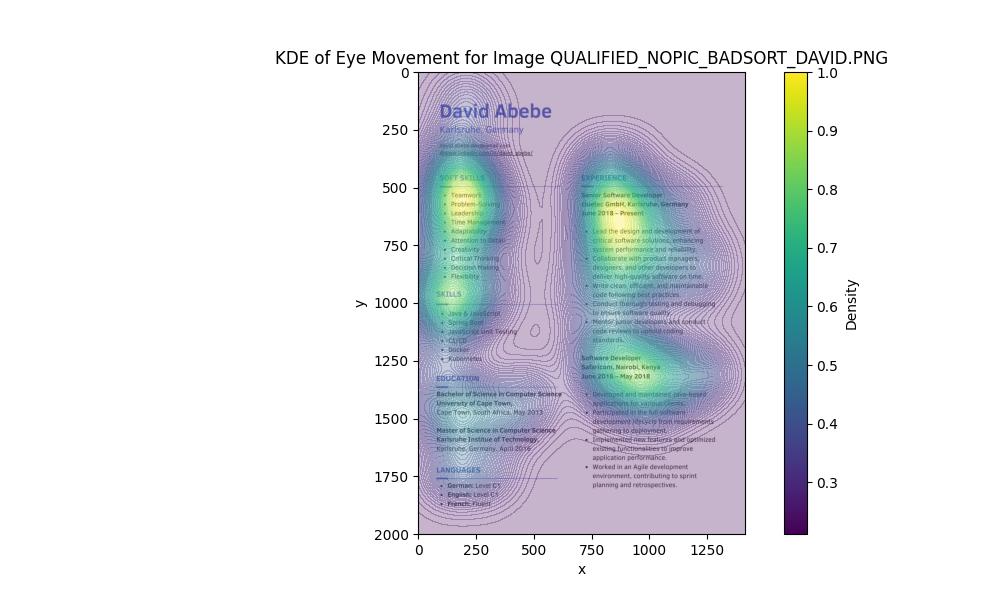 KDE of Eye Movement for Image QUALIFIED_NOPIC_BADSORT_DAVID.PNG
0
250
500
750
1000
1250
1500
1750
2000
y
0
250
500
750
1000
1250
x
David Abebe
Karlsruhe, Germany
SOFT SKILLS
• Teamwork
• Problem-Solving
• Leadership
• Time Management
• Adaptability
• Attention to Detail
• Creativity
• Critical Thinking
• Decision Making
• Flexibility
SKILLS
• Java & JavaScript
• Spring Boot
• JavaScript Unit Testing
• CI/CD
• Docker
• Kubernetes
EDUCATION
Bachelor of Science in Computer Science
University of Cape Town,
Cape Town, South Africa, May 2013
Master of Science in Computer Science
Karlsruhe Institue of Technology,
Karlsruhe, Germany, April 2016
LANGUAGES
• German: Level C1
• English: Level C1
• French: Fluent
EXPERIENCE
Senior Software Developer
GmbH, Karlsruhe, Germany
June 2018 – Present
• Lead the design and development of
critical software solutions, enhancing
system performance and reliability.
• Collaborate with product managers,
designers, and other developers to
deliver high-quality software on time.
• Write clean, efficient, and maintainable
code following best practices.
• Conduct thorough testing and debugging
to ensure software quality.
• Mentor junior developers and conduct
code reviews to uphold coding
standards.
Software Developer
Safaricom, Nairobi, Kenya
June 2016 – May 2018
• Developed and maintained Java-based
applications for various clients.
• Participated in the full software
development lifecycle from requirements
gathering to deployment.
• Implemented new features and optimized
existing functionalities to improve
application performance.
• Worked in an Agile development
environment, contributing to sprint
planning and retrospectives.
1.0
0.9
0.8
0.7
0.6
0.5
0.4
0.3
Density